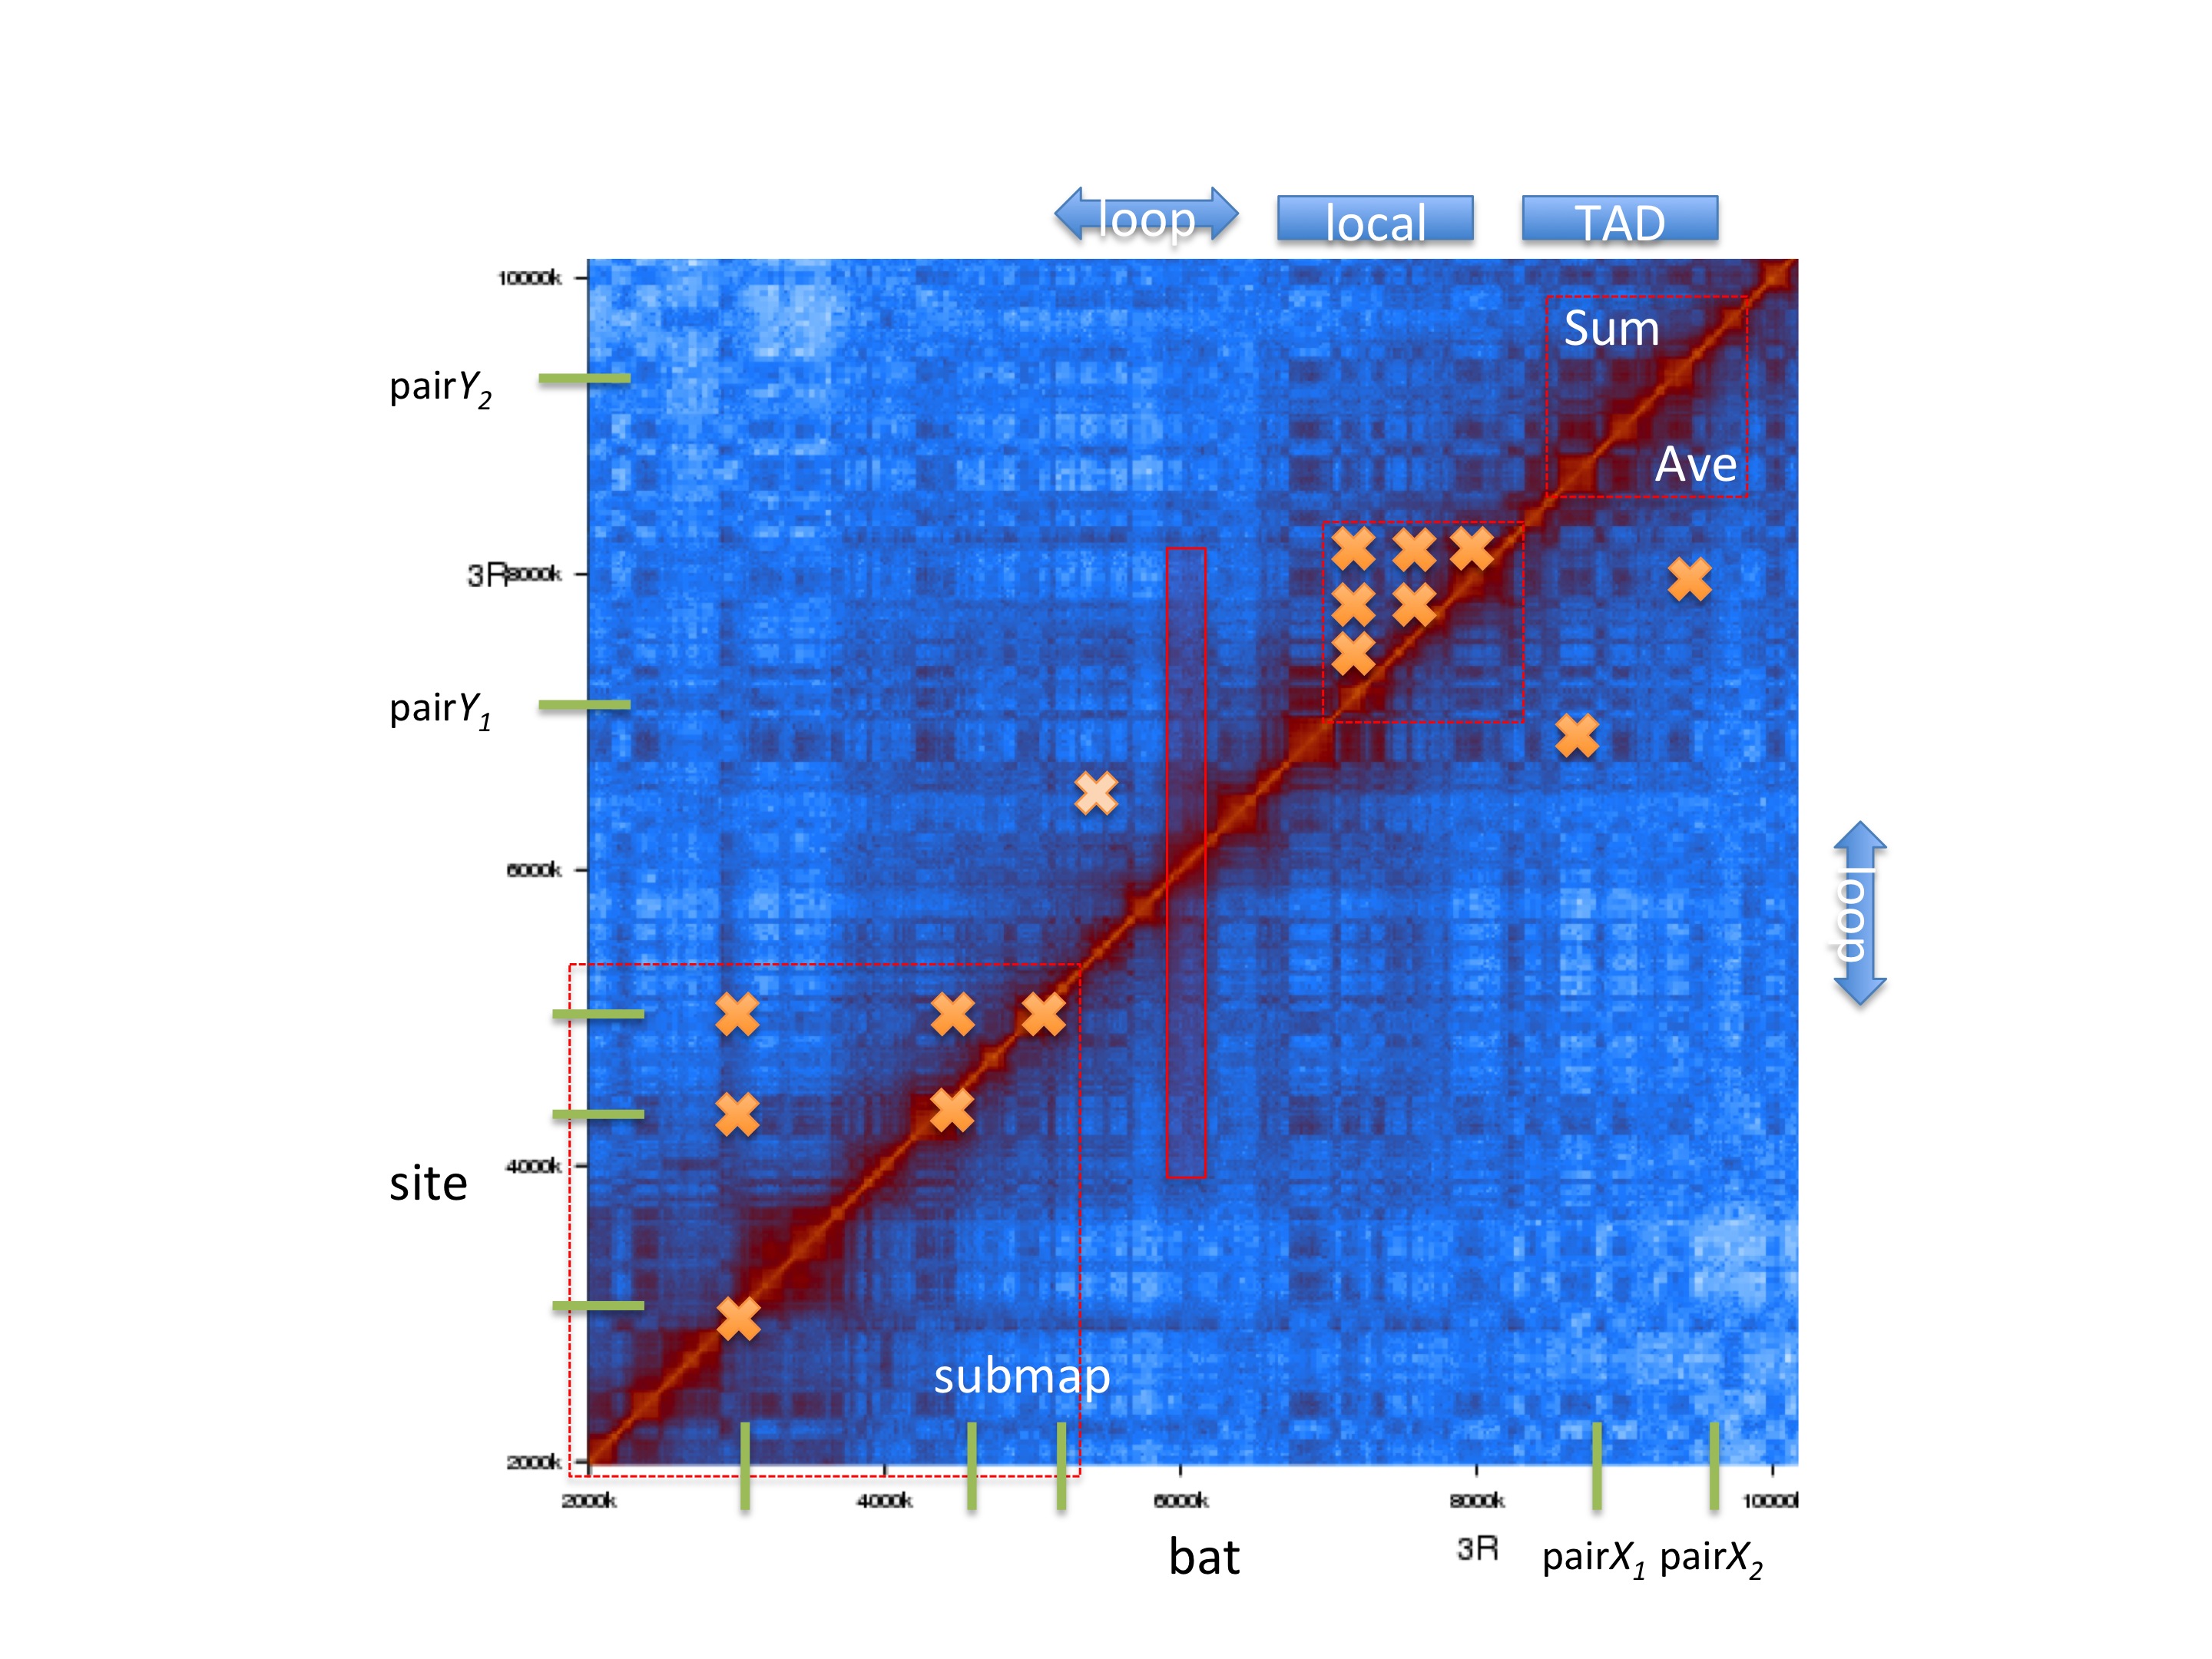 loop local TAD
10000k
Sum
pairY2
Ave
3R 8000k
pairY1
6000k
loop
site
4000k
submap
2000k
2000k 4000k 6000k 8000k 10000
bat 3R pairX1 pairX2